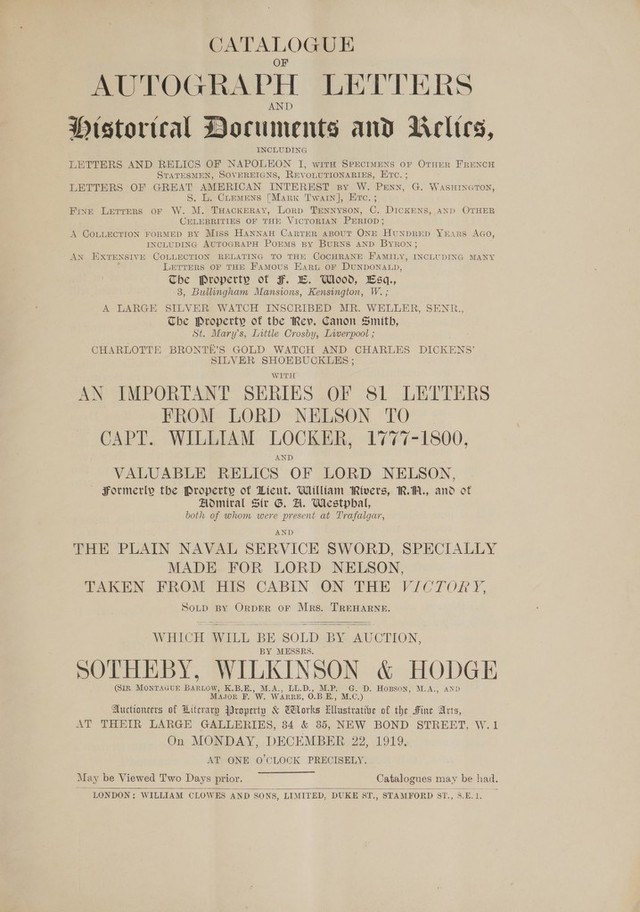 CATALOGUE
OF
AUTOGRAPH LETTERS
AND
Historical Documents and Relics,
INCLUDING
LETTERS AND RELICS OF NAPOLEON I, WITH SPECIMENS OF OTHER FRENCH
STATESMEN, SOVEREIGNS, REVOLUTIONARIES, ETC.;
LETTERS OF GREAT AMERICAN INTEREST BY W. PENN, G. WASHINGTON,
S. L. CLEMENS [MARK TWAIN], ETC.;
FINE LETTERS OF W. M. THACKERAY, LORD TENNYSON, C. DICKENS, AND OTHER
CELEBRITIES OF THE VICTORIAN PERIOD;
A COLLECTION FORMED BY MISS HANNAH CARTER ABOUT ONE HUNDRED YEARS AGO,
INCLUDING AUTOGRAPH POEMS BY BURNS AND BYRON;
AN EXTENSIVE COLLECTION RELATING TO THE COCHRANE FAMILY, INCLUDING MANY
LETTERS OF THE FAMOUS EARL OF DUNDONALD,
The Property of F. E. Wood, Esq.,
3, Bullingham Mansions, Kensington, W.;
A LARGE SILVER WATCH INSCRIBED MR. WELLER, SENR.,
The Property of the Rev. Canon Smith,
St. Mary's, Little Crosby, Liverpool;
CHARLOTTE BRONTË'S GOLD WATCH AND CHARLES DICKENS'
SILVER SHOEBUCKLES;
WITH
AN IMPORTANT SERIES OF 81 LETTERS
FROM LORD NELSON TO
CAPT. WILLIAM LOCKER, 1777-1800,
AND
VALUABLE RELICS OF LORD NELSON,
Formerly the Property of Lieut. William Rivers, R.N., and of
Admiral Sir G. A. Westphal,
both of whom were present at Trafalgar,
AND
THE PLAIN NAVAL SERVICE SWORD, SPECIALLY
MADE FOR LORD NELSON,
TAKEN FROM HIS CABIN ON THE VICTORY,
SOLD BY ORDER OF MRS. TREHARNE.
WHICH WILL BE SOLD BY AUCTION,
BY MESSRS.
SOTHEBY, WILKINSON & HODGE
(SIR MONTAGUE BARLOW, K.B.E., M.A., LL.D., M.P. G. D. HOBSON, M.A., AND
MAJOR F. W. WARRE, O.B.E., M.C.)
Auctioneers of Literary Property & Works Illustrative of the Fine Arts,
AT THEIR LARGE GALLERIES, 34 & 35, NEW BOND STREET, W.1
On MONDAY, DECEMBER 22, 1919,
AT ONE O'CLOCK PRECISELY.
May be Viewed Two Days prior. Catalogues may be had.
LONDON: WILLIAM CLOWES AND SONS, LIMITED, DUKE ST., STAMFORD ST., S.E.1.